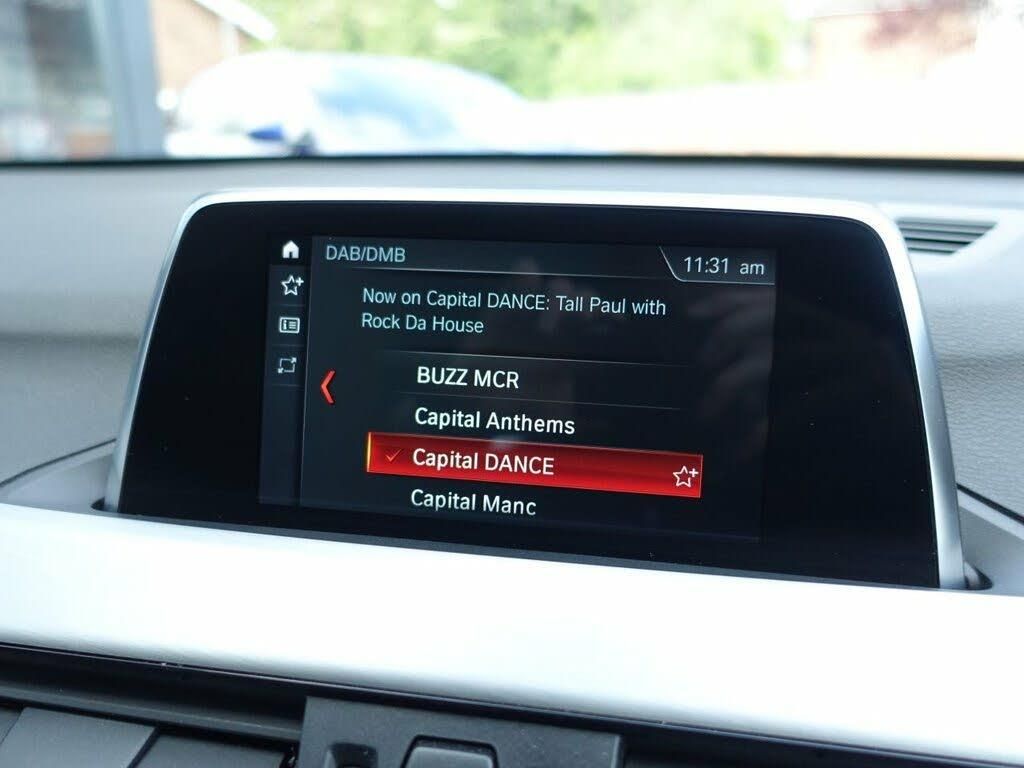 DAB/DMB
11:31 am
Now on Capital DANCE: Tall Paul with
Rock Da House
BUZZ MCR
Capital Anthems
Capital DANCE
Capital Manc